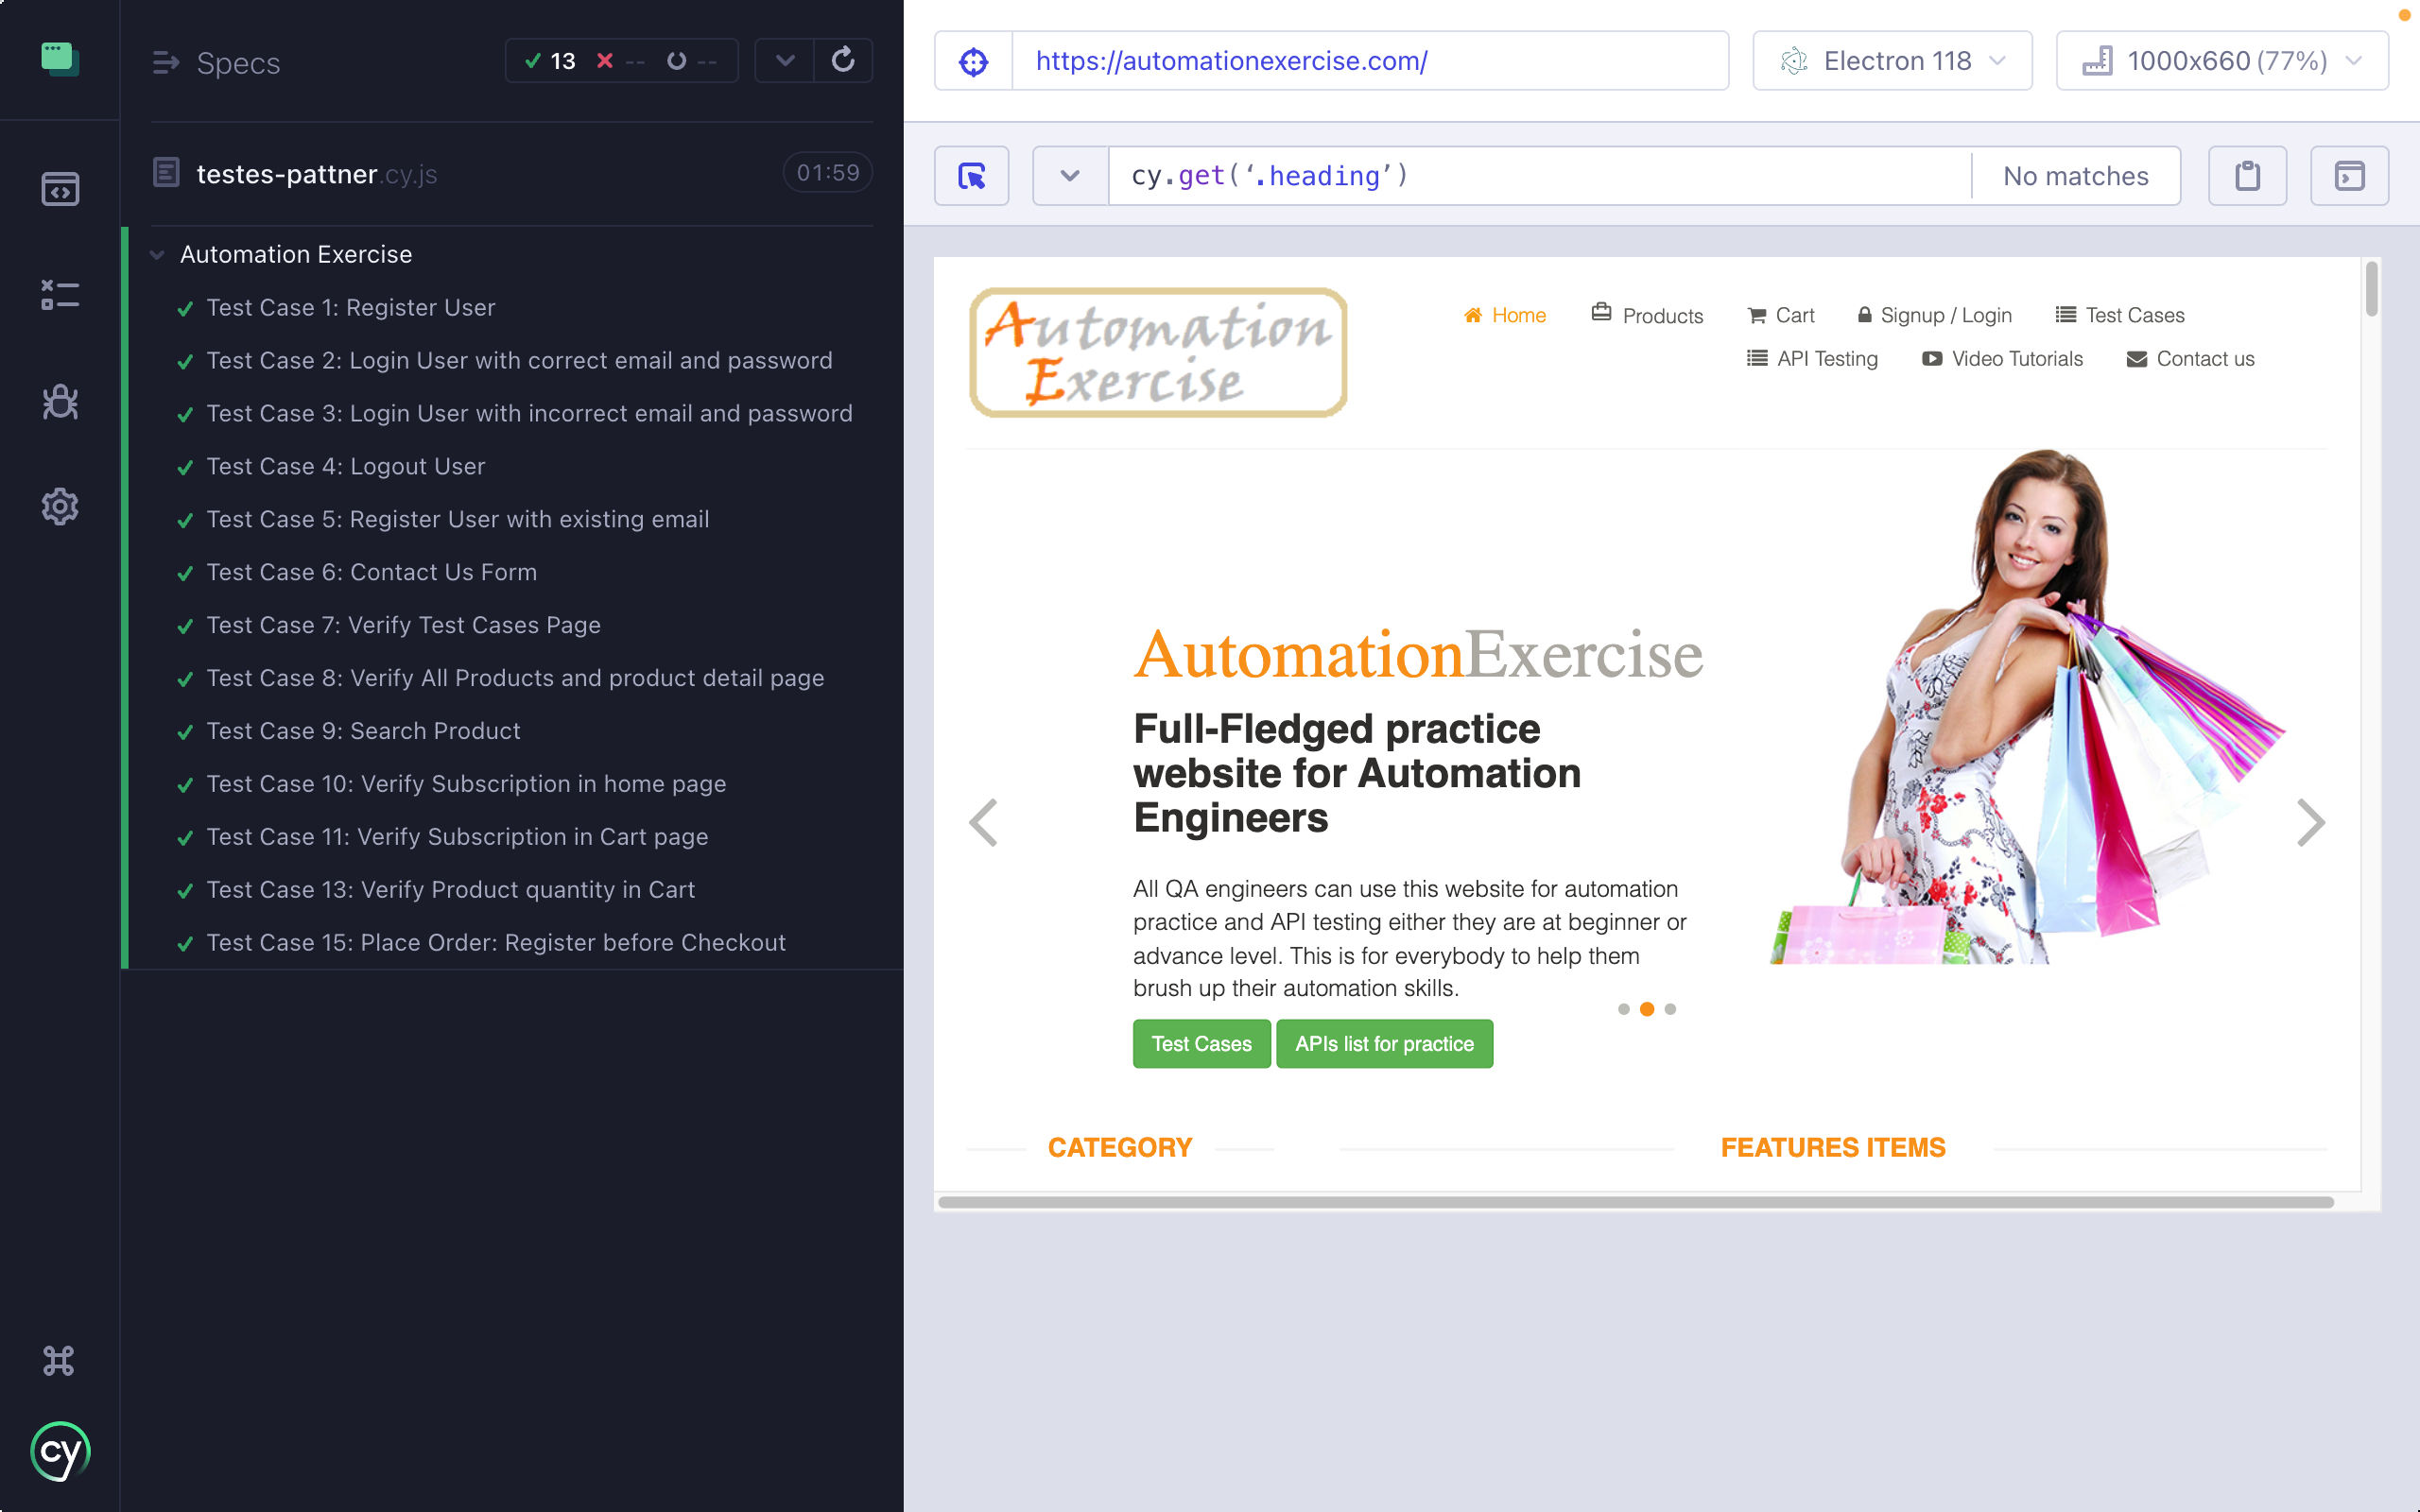 Specs
13 -- --
testes-pattner.cy.js
01:59
Automation Exercise
Test Case 1: Register User
Test Case 2: Login User with correct email and password
Test Case 3: Login User with incorrect email and password
Test Case 4: Logout User
Test Case 5: Register User with existing email
Test Case 6: Contact Us Form
Test Case 7: Verify Test Cases Page
Test Case 8: Verify All Products and product detail page
Test Case 9: Search Product
Test Case 10: Verify Subscription in home page
Test Case 11: Verify Subscription in Cart page
Test Case 13: Verify Product quantity in Cart
Test Case 15: Place Order: Register before Checkout
cy
https://automationexercise.com/
Electron 118
1000x660 (77%)
cy.get(‘.heading’)
No matches
Automation
Exercise
Home Products Cart Signup / Login Test Cases
API Testing Video Tutorials Contact us
AutomationExercise
Full-Fledged practice
website for Automation
Engineers
All QA engineers can use this website for automation
practice and API testing either they are at beginner or
advance level. This is for everybody to help them
brush up their automation skills.
Test Cases APIs list for practice
CATEGORY
FEATURES ITEMS